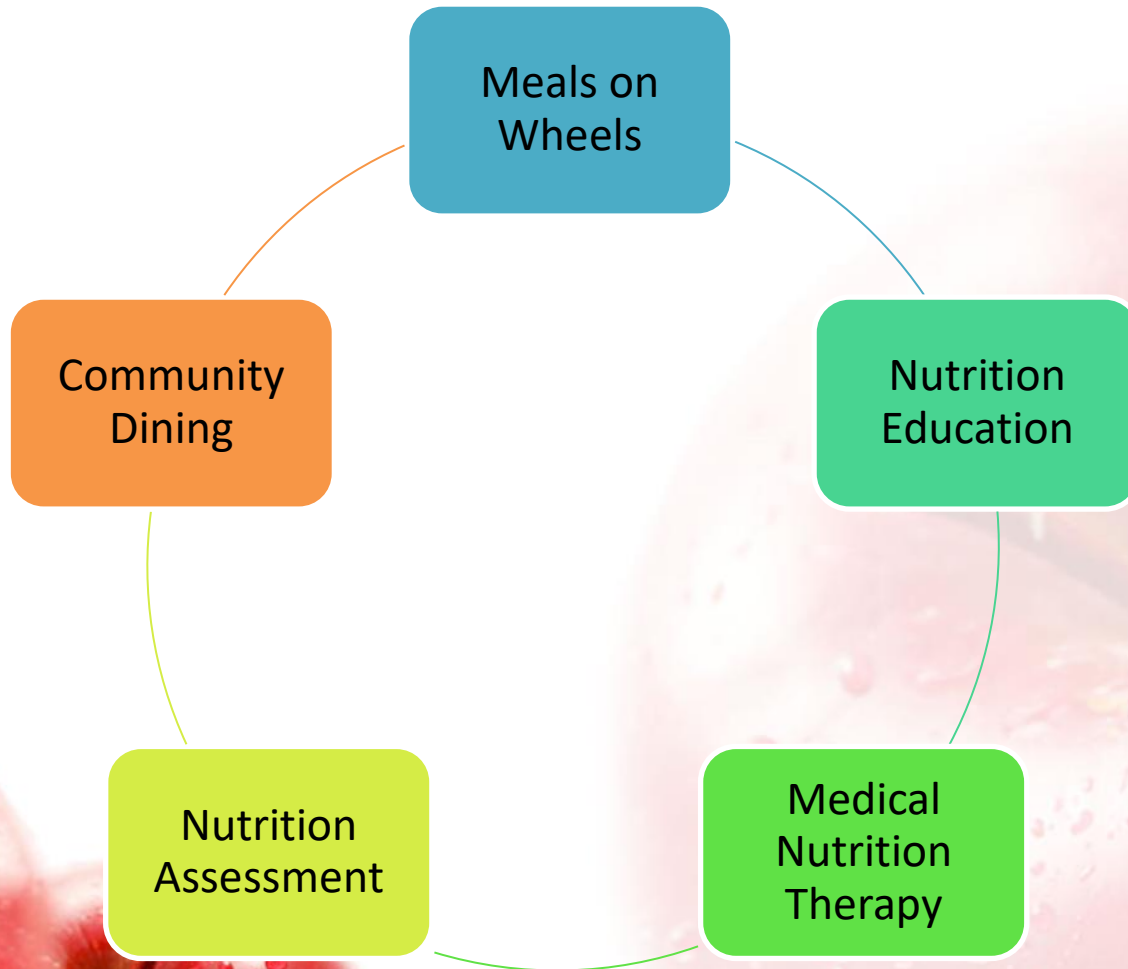 Meals on
Wheels
Nutrition
Education
Medical
Nutrition
Therapy
Nutrition
Assessment
Community
Dining